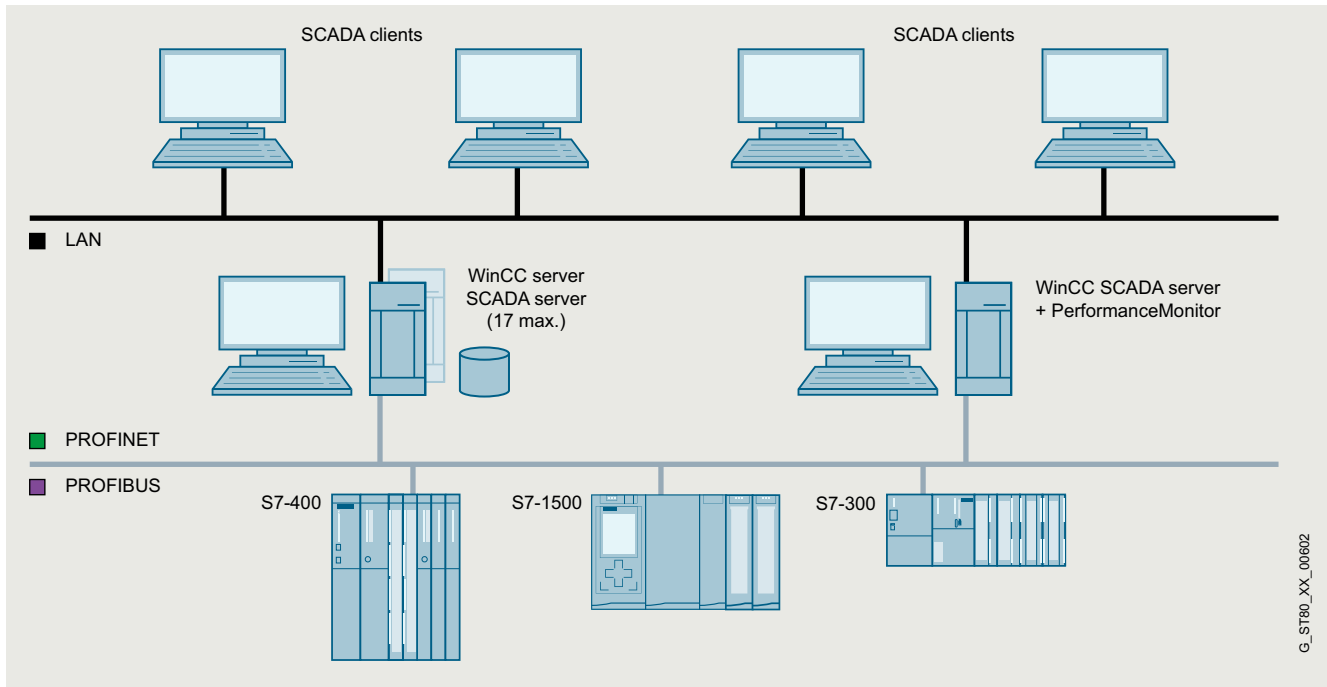 SCADA clients
SCADA clients
LAN
WinCC server
SCADA server
(17 max.)
WinCC SCADA server
+ PerformanceMonitor
PROFINET
PROFIBUS
S7-400
S7-1500
S7-300
G_ST80_XX_00602